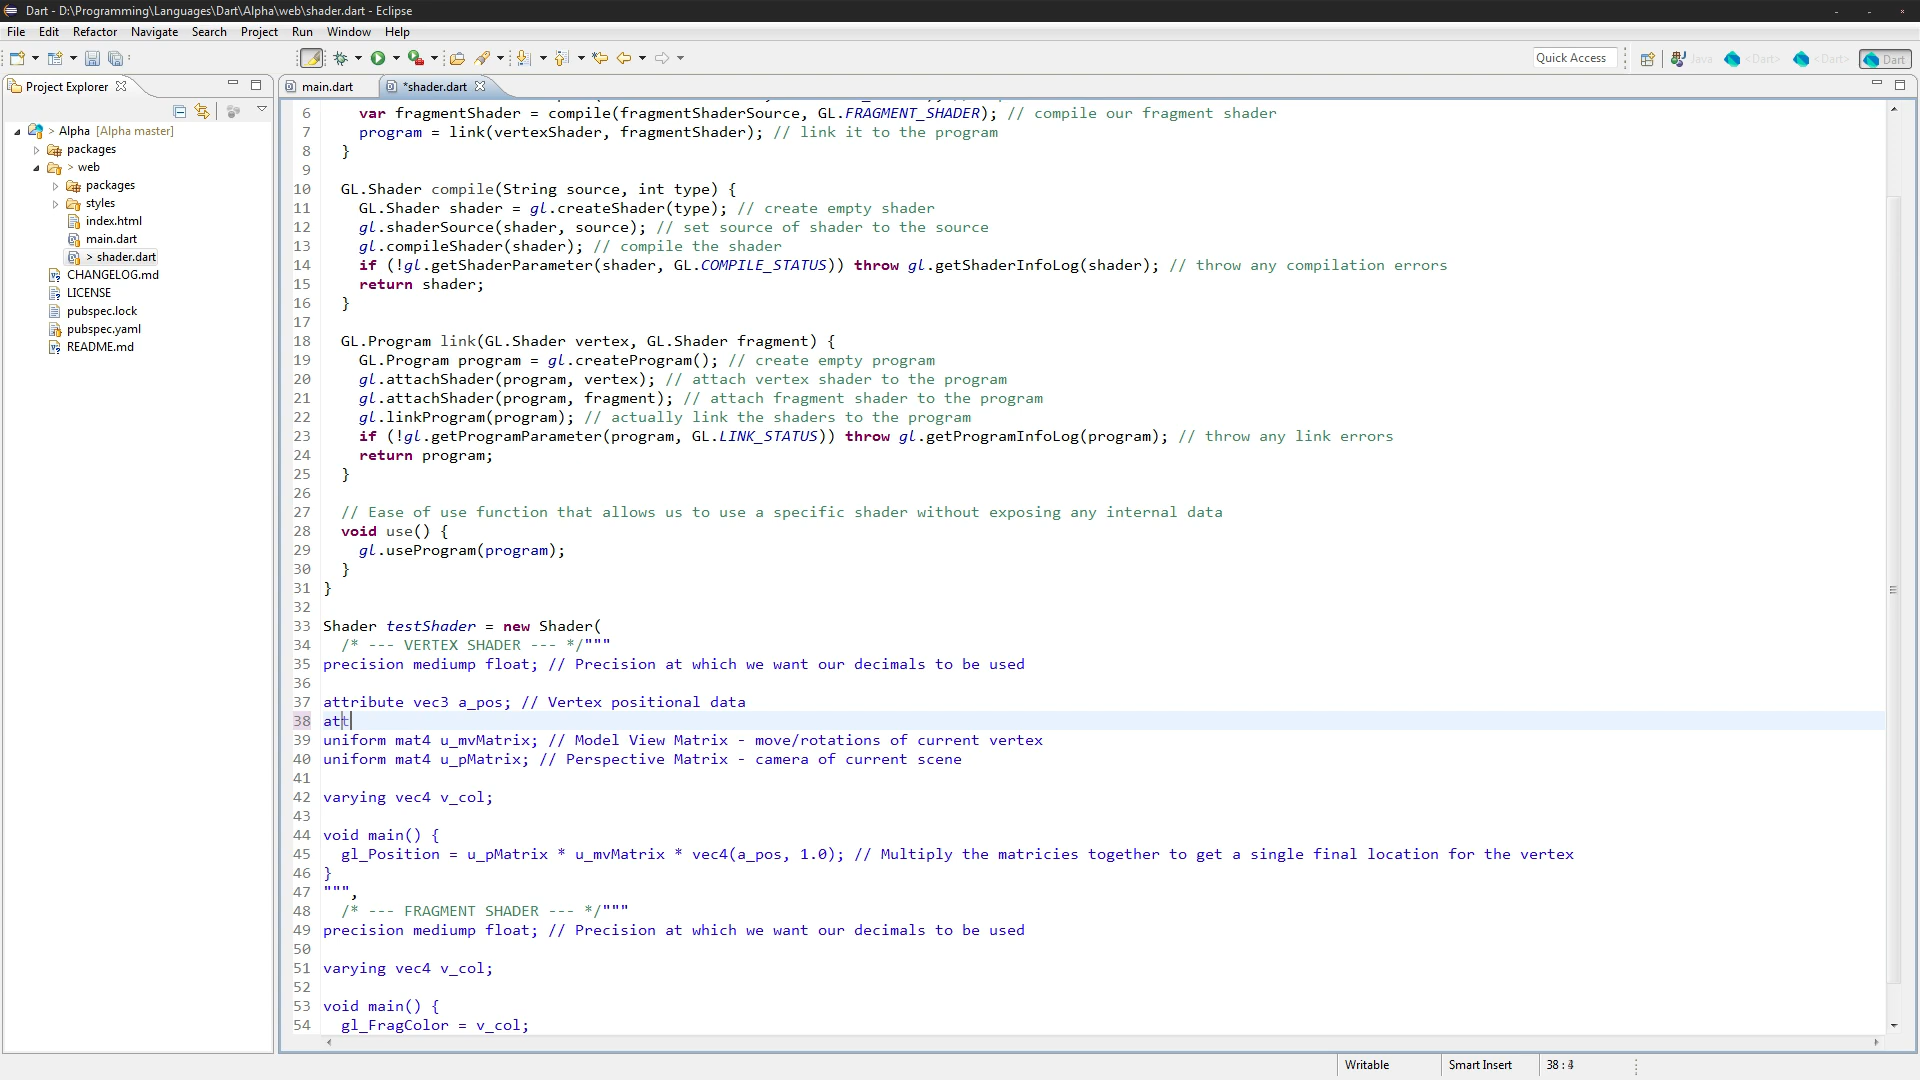 Dart - D:\Programming\Languages\Dart\Alpha\web\shader.dart - Eclipse
File Edit Refactor Navigate Search Project Run Window Help
Quick Access Java <Dart> <Dart> Dart
Project Explorer
main.dart
*shader.dart
> Alpha [Alpha master]
packages
> web
packages
styles
index.html
main.dart
> shader.dart
CHANGELOG.md
LICENSE
pubspec.lock
pubspec.yaml
README.md
6 var fragmentShader = compile(fragmentShaderSource, GL.FRAGMENT_SHADER); // compile our fragment shader
7 program = link(vertexShader, fragmentShader); // link it to the program
8 }
9
10 GL.Shader compile(String source, int type) {
11 GL.Shader shader = gl.createShader(type); // create empty shader
12 gl.shaderSource(shader, source); // set source of shader to the source
13 gl.compileShader(shader); // compile the shader
14 if (!gl.getShaderParameter(shader, GL.COMPILE_STATUS)) throw gl.getShaderInfoLog(shader); // throw any compilation errors
15 return shader;
16 }
17
18 GL.Program link(GL.Shader vertex, GL.Shader fragment) {
19 GL.Program program = gl.createProgram(); // create empty program
20 gl.attachShader(program, vertex); // attach vertex shader to the program
21 gl.attachShader(program, fragment); // attach fragment shader to the program
22 gl.linkProgram(program); // actually link the shaders to the program
23 if (!gl.getProgramParameter(program, GL.LINK_STATUS)) throw gl.getProgramInfoLog(program); // throw any link errors
24 return program;
25 }
26
27 // Ease of use function that allows us to use a specific shader without exposing any internal data
28 void use() {
29 gl.useProgram(program);
30 }
31 }
32
33 Shader testShader = new Shader(
34 /* --- VERTEX SHADER --- */"""
35 precision mediump float; // Precision at which we want our decimals to be used
36
37 attribute vec3 a_pos; // Vertex positional data
38 att
39 uniform mat4 u_mvMatrix; // Model View Matrix - move/rotations of current vertex
40 uniform mat4 u_pMatrix; // Perspective Matrix - camera of current scene
41
42 varying vec4 v_col;
43
44 void main() {
45 gl_Position = u_pMatrix * u_mvMatrix * vec4(a_pos, 1.0); // Multiply the matricies together to get a single final location for the vertex
46 }
47 """,
48 /* --- FRAGMENT SHADER --- */"""
49 precision mediump float; // Precision at which we want our decimals to be used
50
51 varying vec4 v_col;
52
53 void main() {
54 gl_FragColor = v_col;
Writable Smart Insert